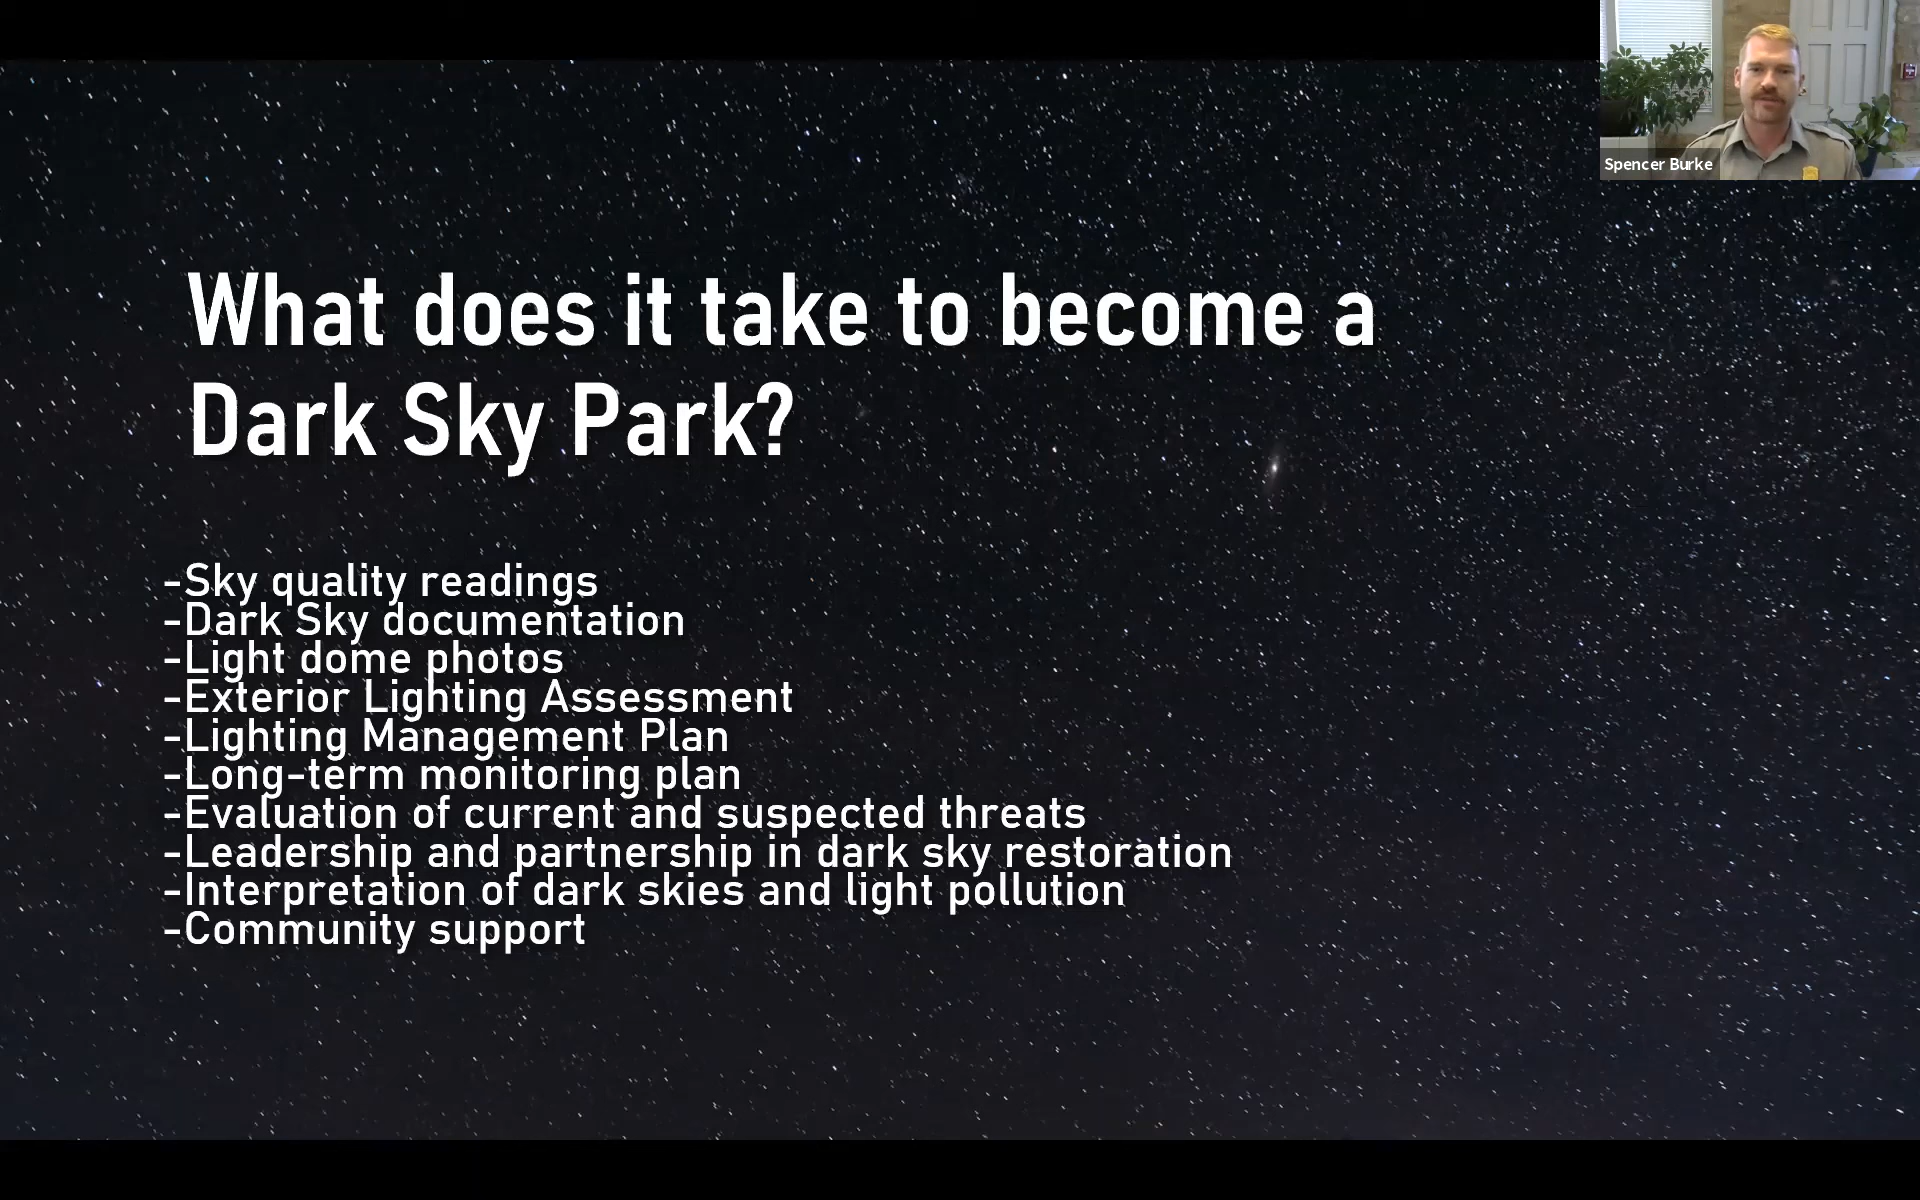 Spencer Burke
What does it take to become a
Dark Sky Park?
-Sky quality readings
-Dark Sky documentation
-Light dome photos
-Exterior Lighting Assessment
-Lighting Management Plan
-Long-term monitoring plan
-Evaluation of current and suspected threats
-Leadership and partnership in dark sky restoration
-Interpretation of dark skies and light pollution
-Community support